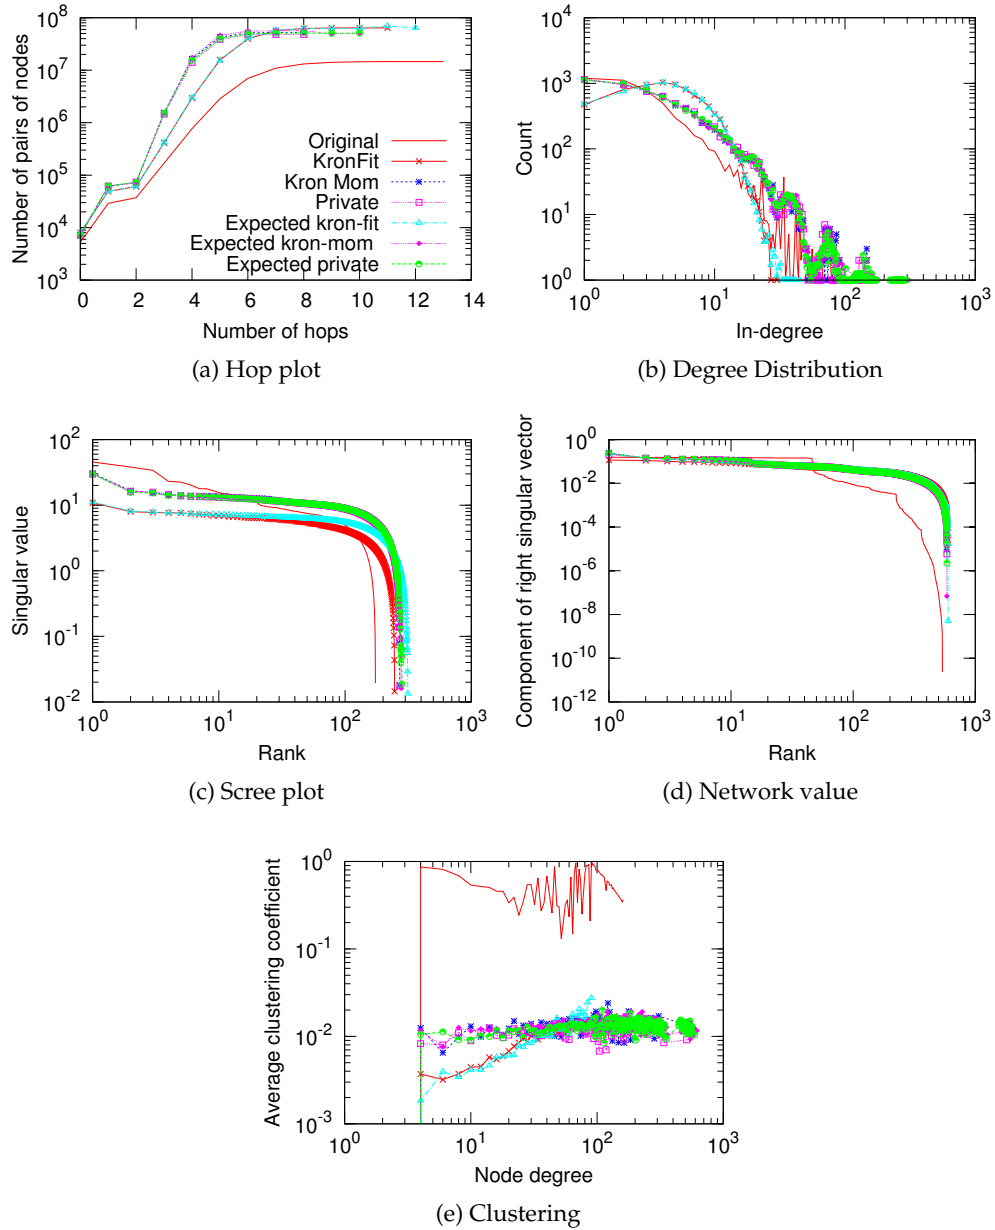 10^8
10^7
10^6
10^5
10^4
10^3
Number of pairs of nodes
Original
KronFit
Kron Mom
Private
Expected kron-fit
Expected kron-mom
Expected private
0 2 4 6 8 10 12 14
Number of hops
(a) Hop plot
10^4
10^3
10^2
10^1
10^0
Count
10^0 10^1 10^2 10^3
In-degree
(b) Degree Distribution
10^2
10^1
10^0
10^-1
10^-2
Singular value
10^0 10^1 10^2 10^3
Rank
(c) Scree plot
10^0
10^-2
10^-4
10^-6
10^-8
10^-10
10^-12
Component of right singular vector
10^0 10^1 10^2 10^3
Rank
(d) Network value
10^0
10^-1
10^-2
10^-3
Average clustering coefficient
10^0 10^1 10^2 10^3
Node degree
(e) Clustering